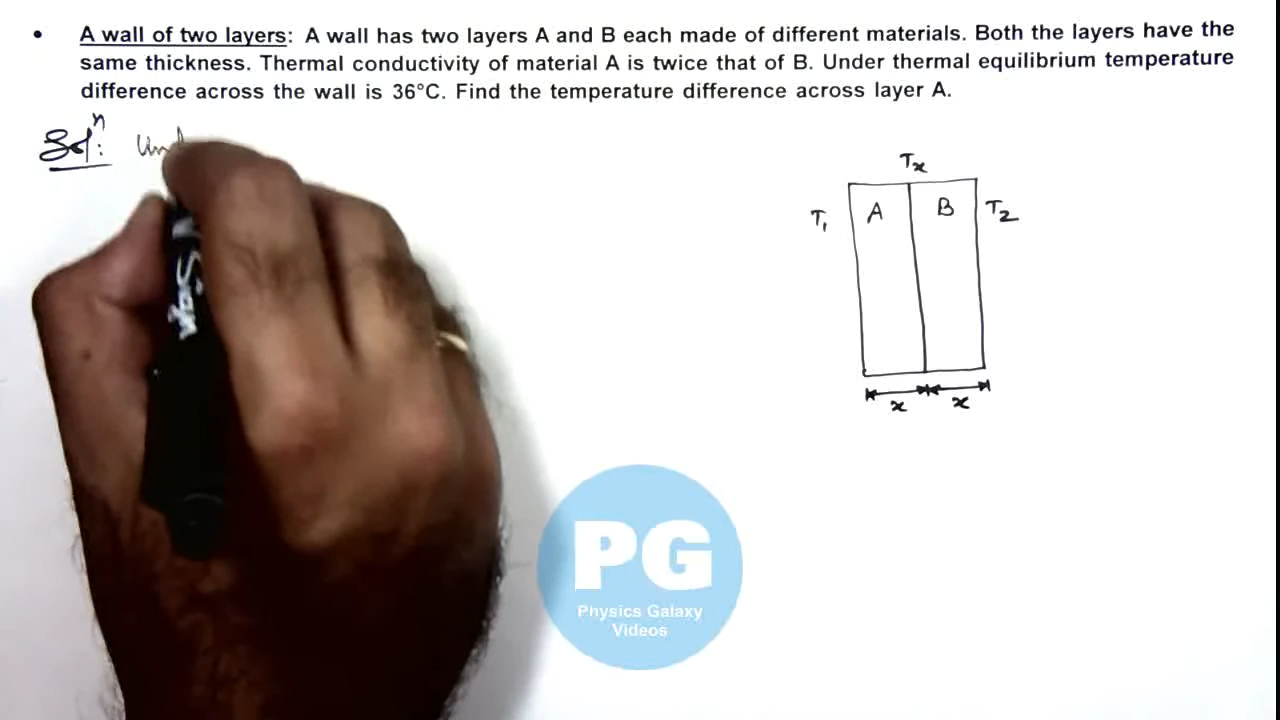 • A wall of two layers: A wall has two layers A and B each made of different materials. Both the layers have the
same thickness. Thermal conductivity of material A is twice that of B. Under thermal equilibrium temperature
difference across the wall is 36°C. Find the temperature difference across layer A.
Solⁿ: Und
Tx
T1 A B T2
x x
Sign
PG
Physics Galaxy
Videos